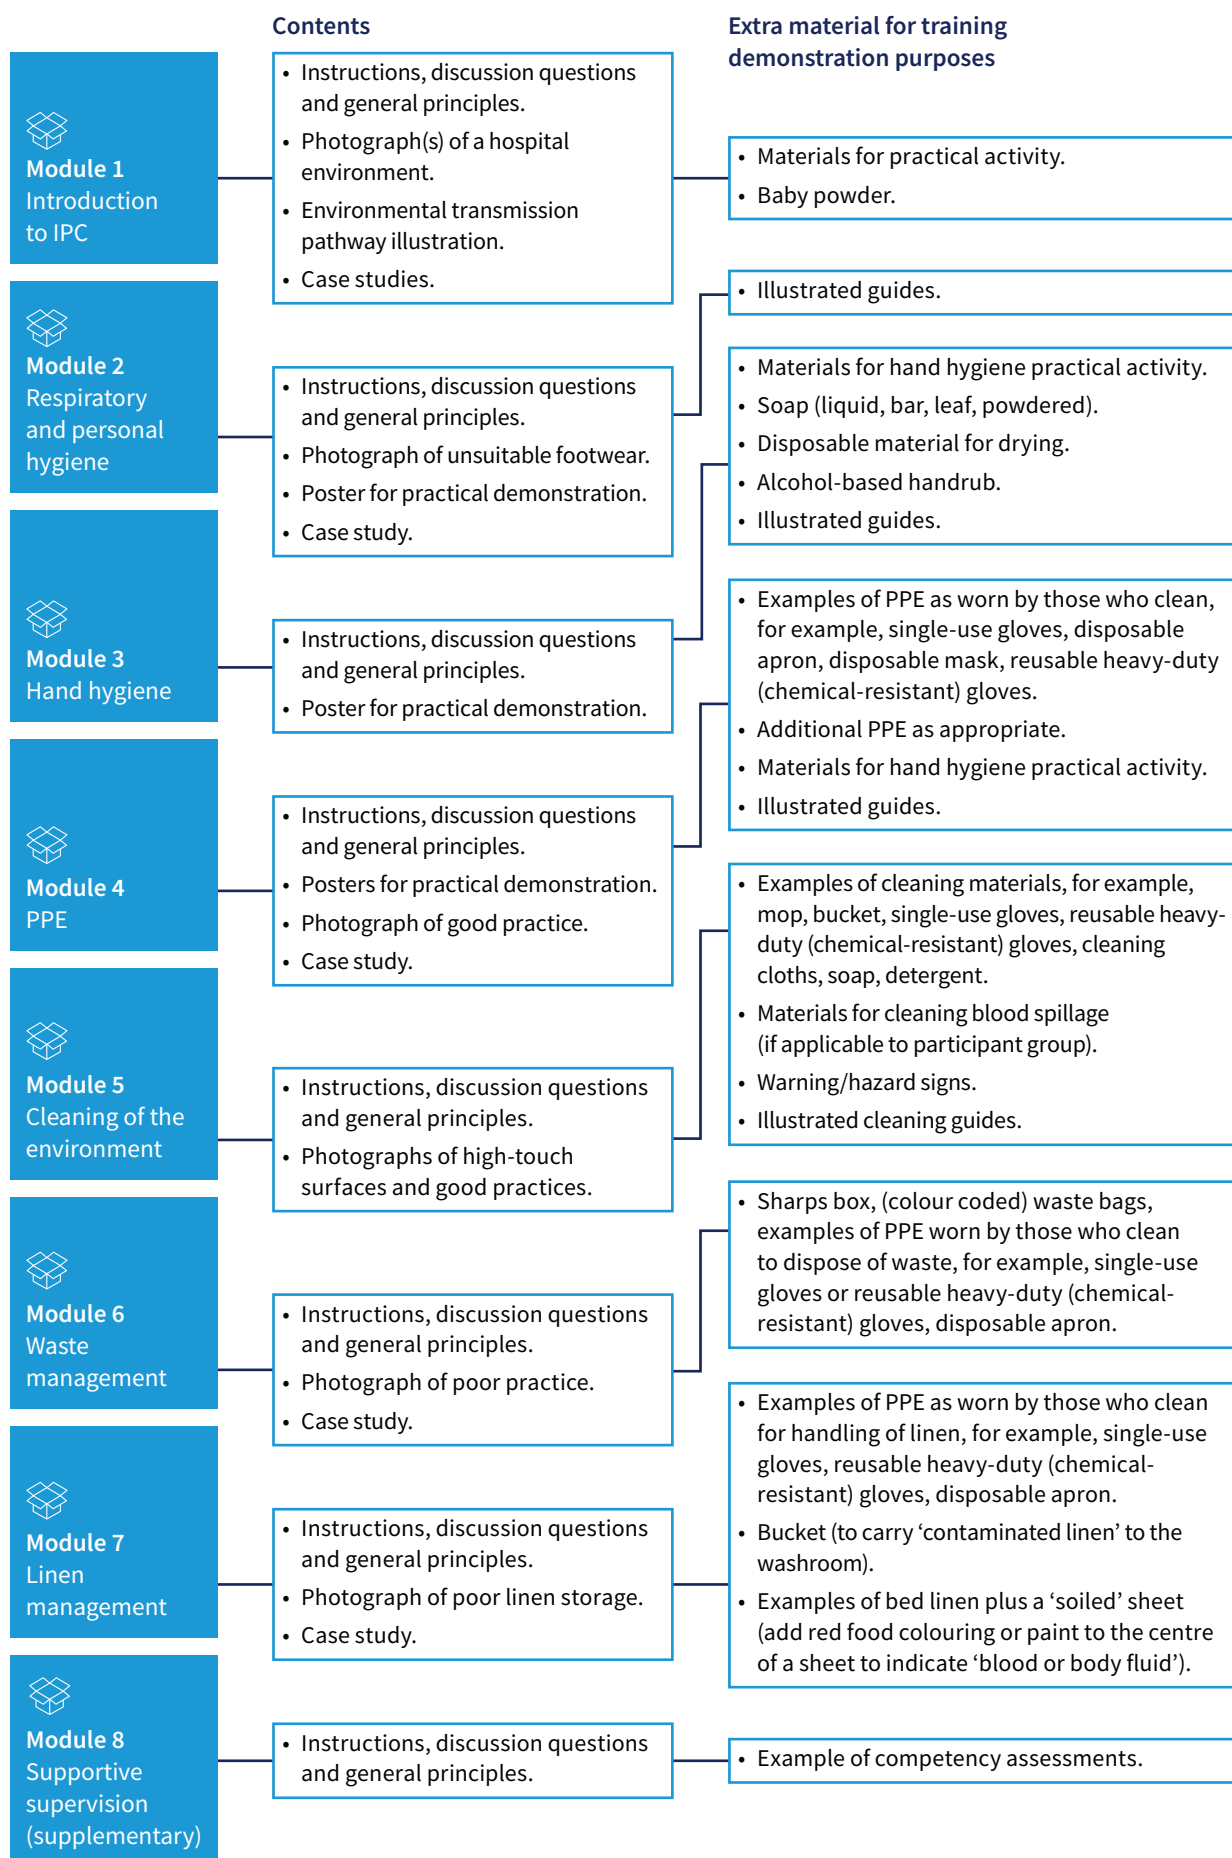 Contents
Extra material for training
demonstration purposes
Module 1
Introduction
to IPC
• Instructions, discussion questions
and general principles.
• Photograph(s) of a hospital
environment.
• Environmental transmission
pathway illustration.
• Case studies.
• Materials for practical activity.
• Baby powder.
Module 2
Respiratory
and personal
hygiene
• Instructions, discussion questions
and general principles.
• Photograph of unsuitable footwear.
• Poster for practical demonstration.
• Case study.
• Illustrated guides.
Module 3
Hand hygiene
• Instructions, discussion questions
and general principles.
• Poster for practical demonstration.
• Materials for hand hygiene practical activity.
• Soap (liquid, bar, leaf, powdered).
• Disposable material for drying.
• Alcohol-based handrub.
• Illustrated guides.
Module 4
PPE
• Instructions, discussion questions
and general principles.
• Posters for practical demonstration.
• Photograph of good practice.
• Case study.
• Examples of PPE as worn by those who clean,
for example, single-use gloves, disposable
apron, disposable mask, reusable heavy-duty
(chemical-resistant) gloves.
• Additional PPE as appropriate.
• Materials for hand hygiene practical activity.
• Illustrated guides.
Module 5
Cleaning of the
environment
• Instructions, discussion questions
and general principles.
• Photographs of high-touch
surfaces and good practices.
• Examples of cleaning materials, for example,
mop, bucket, single-use gloves, reusable heavy-
duty (chemical-resistant) gloves, cleaning
cloths, soap, detergent.
• Materials for cleaning blood spillage
(if applicable to participant group).
• Warning/hazard signs.
• Illustrated cleaning guides.
Module 6
Waste
management
• Instructions, discussion questions
and general principles.
• Photograph of poor practice.
• Case study.
• Sharps box, (colour coded) waste bags,
examples of PPE worn by those who clean
to dispose of waste, for example, single-use
gloves or reusable heavy-duty (chemical-
resistant) gloves, disposable apron.
Module 7
Linen
management
• Instructions, discussion questions
and general principles.
• Photograph of poor linen storage.
• Case study.
• Examples of PPE as worn by those who clean
for handling of linen, for example, single-use
gloves, reusable heavy-duty (chemical-
resistant) gloves, disposable apron.
• Bucket (to carry ‘contaminated linen’ to the
washroom).
• Examples of bed linen plus a ‘soiled’ sheet
(add red food colouring or paint to the centre
of a sheet to indicate ‘blood or body fluid’).
Module 8
Supportive
supervision
(supplementary)
• Instructions, discussion questions
and general principles.
• Example of competency assessments.